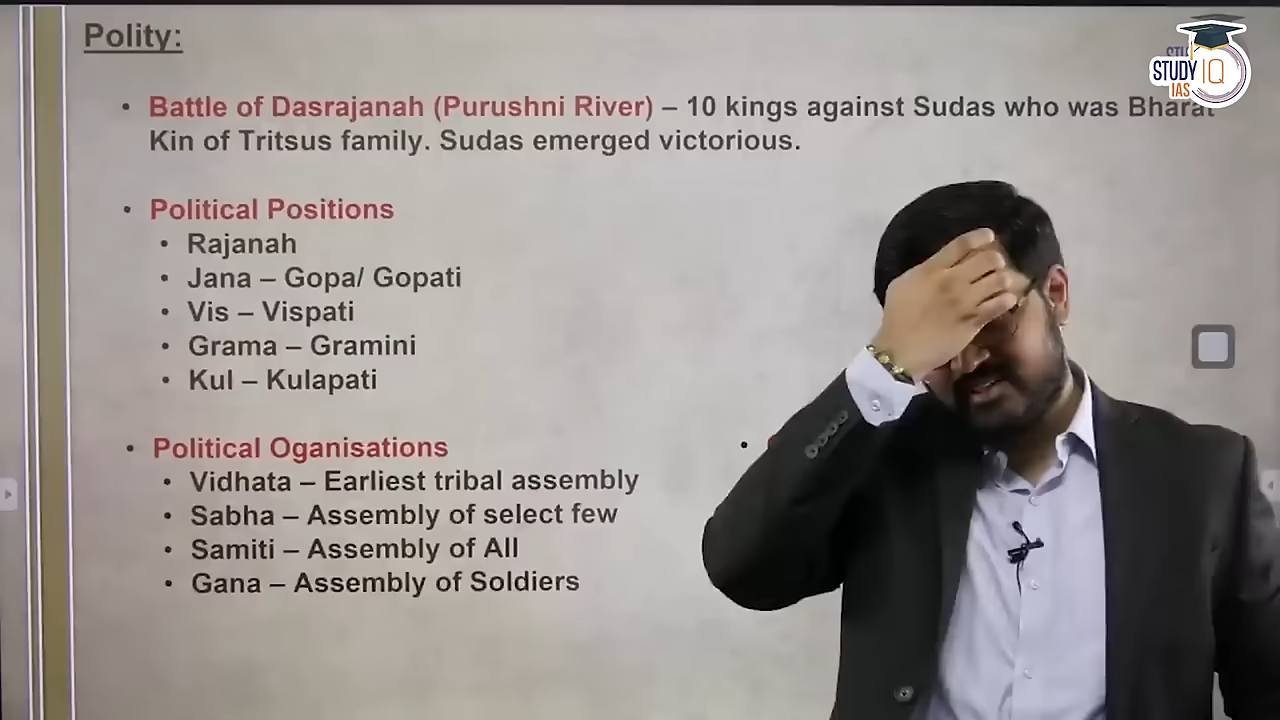 Polity:
STUDY IQ
IAS
• Battle of Dasrajanah (Purushni River) – 10 kings against Sudas who was Bharat
Kin of Tritsus family. Sudas emerged victorious.
• Political Positions
• Rajanah
• Jana – Gopa/ Gopati
• Vis – Vispati
• Grama – Gramini
• Kul – Kulapati
• Political Oganisations
• Vidhata – Earliest tribal assembly
• Sabha – Assembly of select few
• Samiti – Assembly of All
• Gana – Assembly of Soldiers